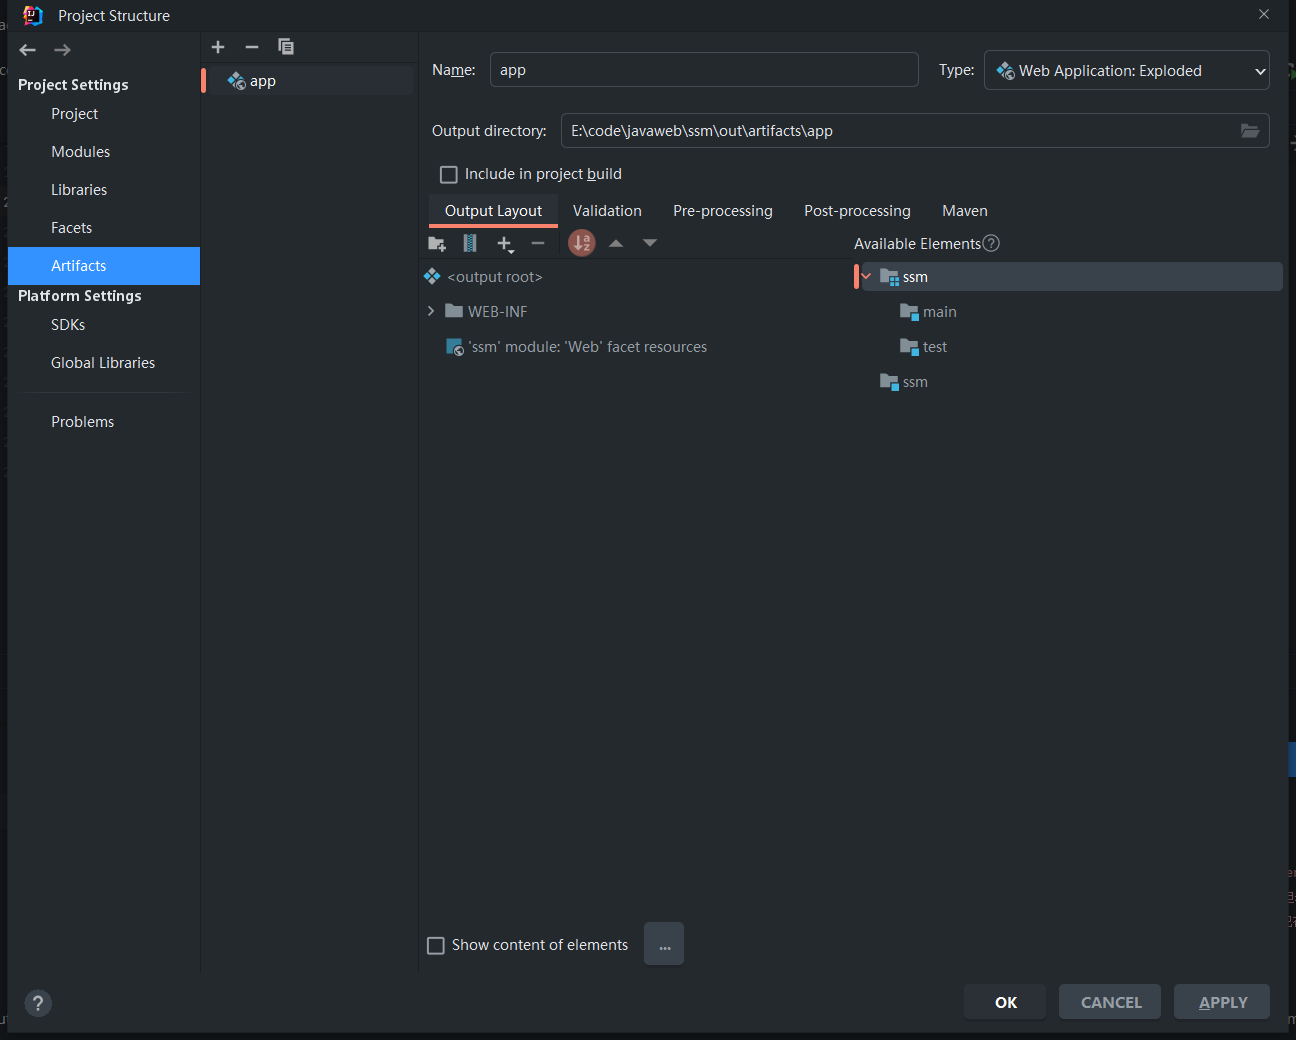 Project Structure
Project Settings
Project
Modules
Libraries
Facets
Artifacts
Platform Settings
SDKs
Global Libraries
Problems
app
Name: app
Type: Web Application: Exploded
Output directory: E:\code\javaweb\ssm\out\artifacts\app
Include in project build
Output Layout Validation Pre-processing Post-processing Maven
Available Elements
<output root>
WEB-INF
'ssm' module: 'Web' facet resources
ssm
main
test
ssm
Show content of elements ...
OK CANCEL APPLY